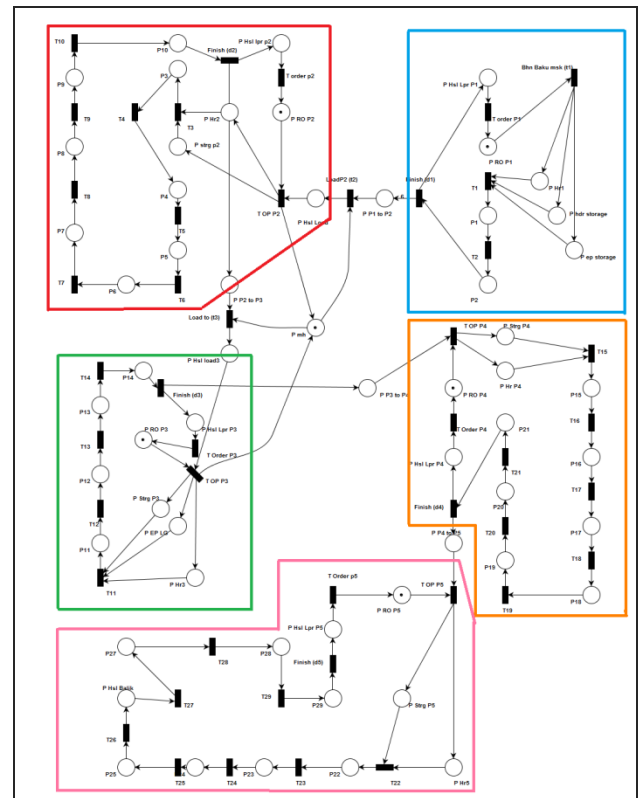 T10
P10
Finish (d2)
P Hsl lpr p2
T order p2
P3
P9
T4
T3
P Hr2
P RO P2
P strg p2
T9
P8
P4
T8
T5
P7
P5
T7
P6
T6
T OP P2
P Hsl Load
LoadP2 (t2)
P P1 to P2
6
Finish (d1)
P Hsl Lpr P1
Bhn Baku msk (t1)
T order P1
P RO P1
T1
P Hr1
P1
P hdr storage
T2
P ep storage
P2
P P2 to P3
Load to (t3)
P mh
P Hsl load3
T14
P14
Finish (d3)
P13
P RO P3
P Hsl Lpr P3
T13
T Order P3
P12
T OP P3
P Strg P3
T12
P EP LG
P11
T11
P Hr3
P P3 to P4
T OP P4
P Strg P4
T15
P Hr P4
P RO P4
P15
T Order P4
P21
T16
P Hsl Lpr P4
P16
T21
T17
Finish (d4)
P20
P17
T20
P P4 to P5
T18
P19
T19
P18
T Order p5
T OP P5
P RO P5
P Hsl Lpr P5
P27
T28
P28
Finish (d5)
P Hsl Balik
T27
T29
P29
P Strg P5
T26
P25
T25
T24
P23
T23
P22
T22
P Hr5